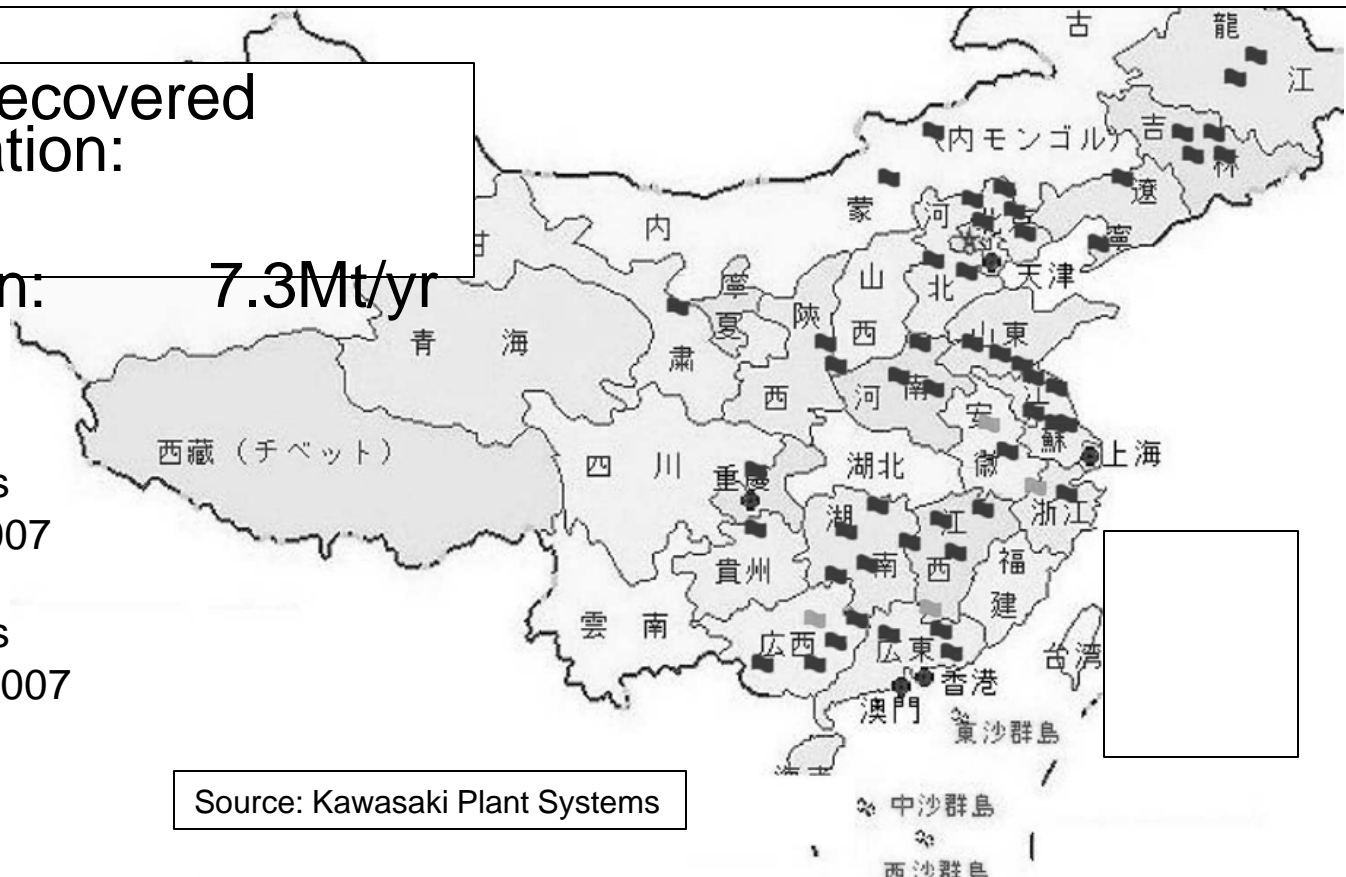 ecovered
ation:
n: 7.3Mt/yr
s
007
s
007
Source: Kawasaki Plant Systems
古
龍
江
吉
林
(内モンゴル)
遼
寧
蒙
内
河
北
京
天津
甘
寧
夏
陝
山
西
北
山東
青 海
粛
西
河
南
江
蘇
安
徽
上海
西藏(チベット)
四 川
重慶
湖北
湖
南
江
西
浙江
福
建
貴州
雲 南
広西
広東
香港
澳門
台湾
東沙群島
中沙群島
西沙群島